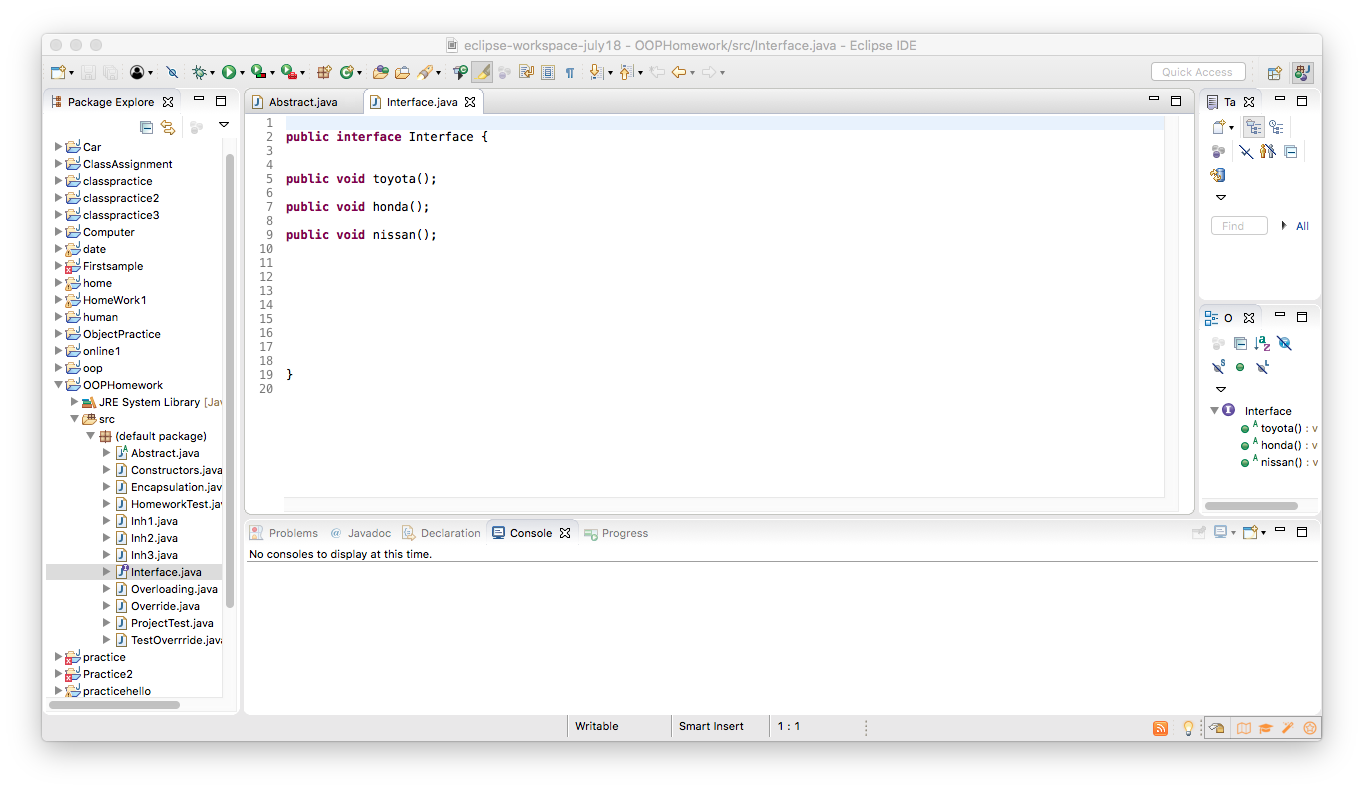 eclipse-workspace-july18 - OOPHomework/src/Interface.java - Eclipse IDE
Quick Access
Package Explorer
Car
ClassAssignment
classpractice
classpractice2
classpractice3
Computer
date
Firstsample
home
HomeWork1
human
ObjectPractice
online1
oop
OOPHomework
JRE System Library [Jav
src
(default package)
Abstract.java
Constructors.java
Encapsulation.jav
HomeworkTest.jav
Inh1.java
Inh2.java
Inh3.java
Interface.java
Overloading.java
Override.java
ProjectTest.java
TestOverrride.java
practice
Practice2
practicehello
Abstract.java
Interface.java
1
2 public interface Interface {
3
4
5 public void toyota();
6
7 public void honda();
8
9 public void nissan();
10
11
12
13
14
15
16
17
18
19 }
20
Ta
Find
All
O
Interface
toyota() : v
honda() : v
nissan() : v
Problems
@ Javadoc
Declaration
Console
Progress
No consoles to display at this time.
Writable
Smart Insert
1 : 1